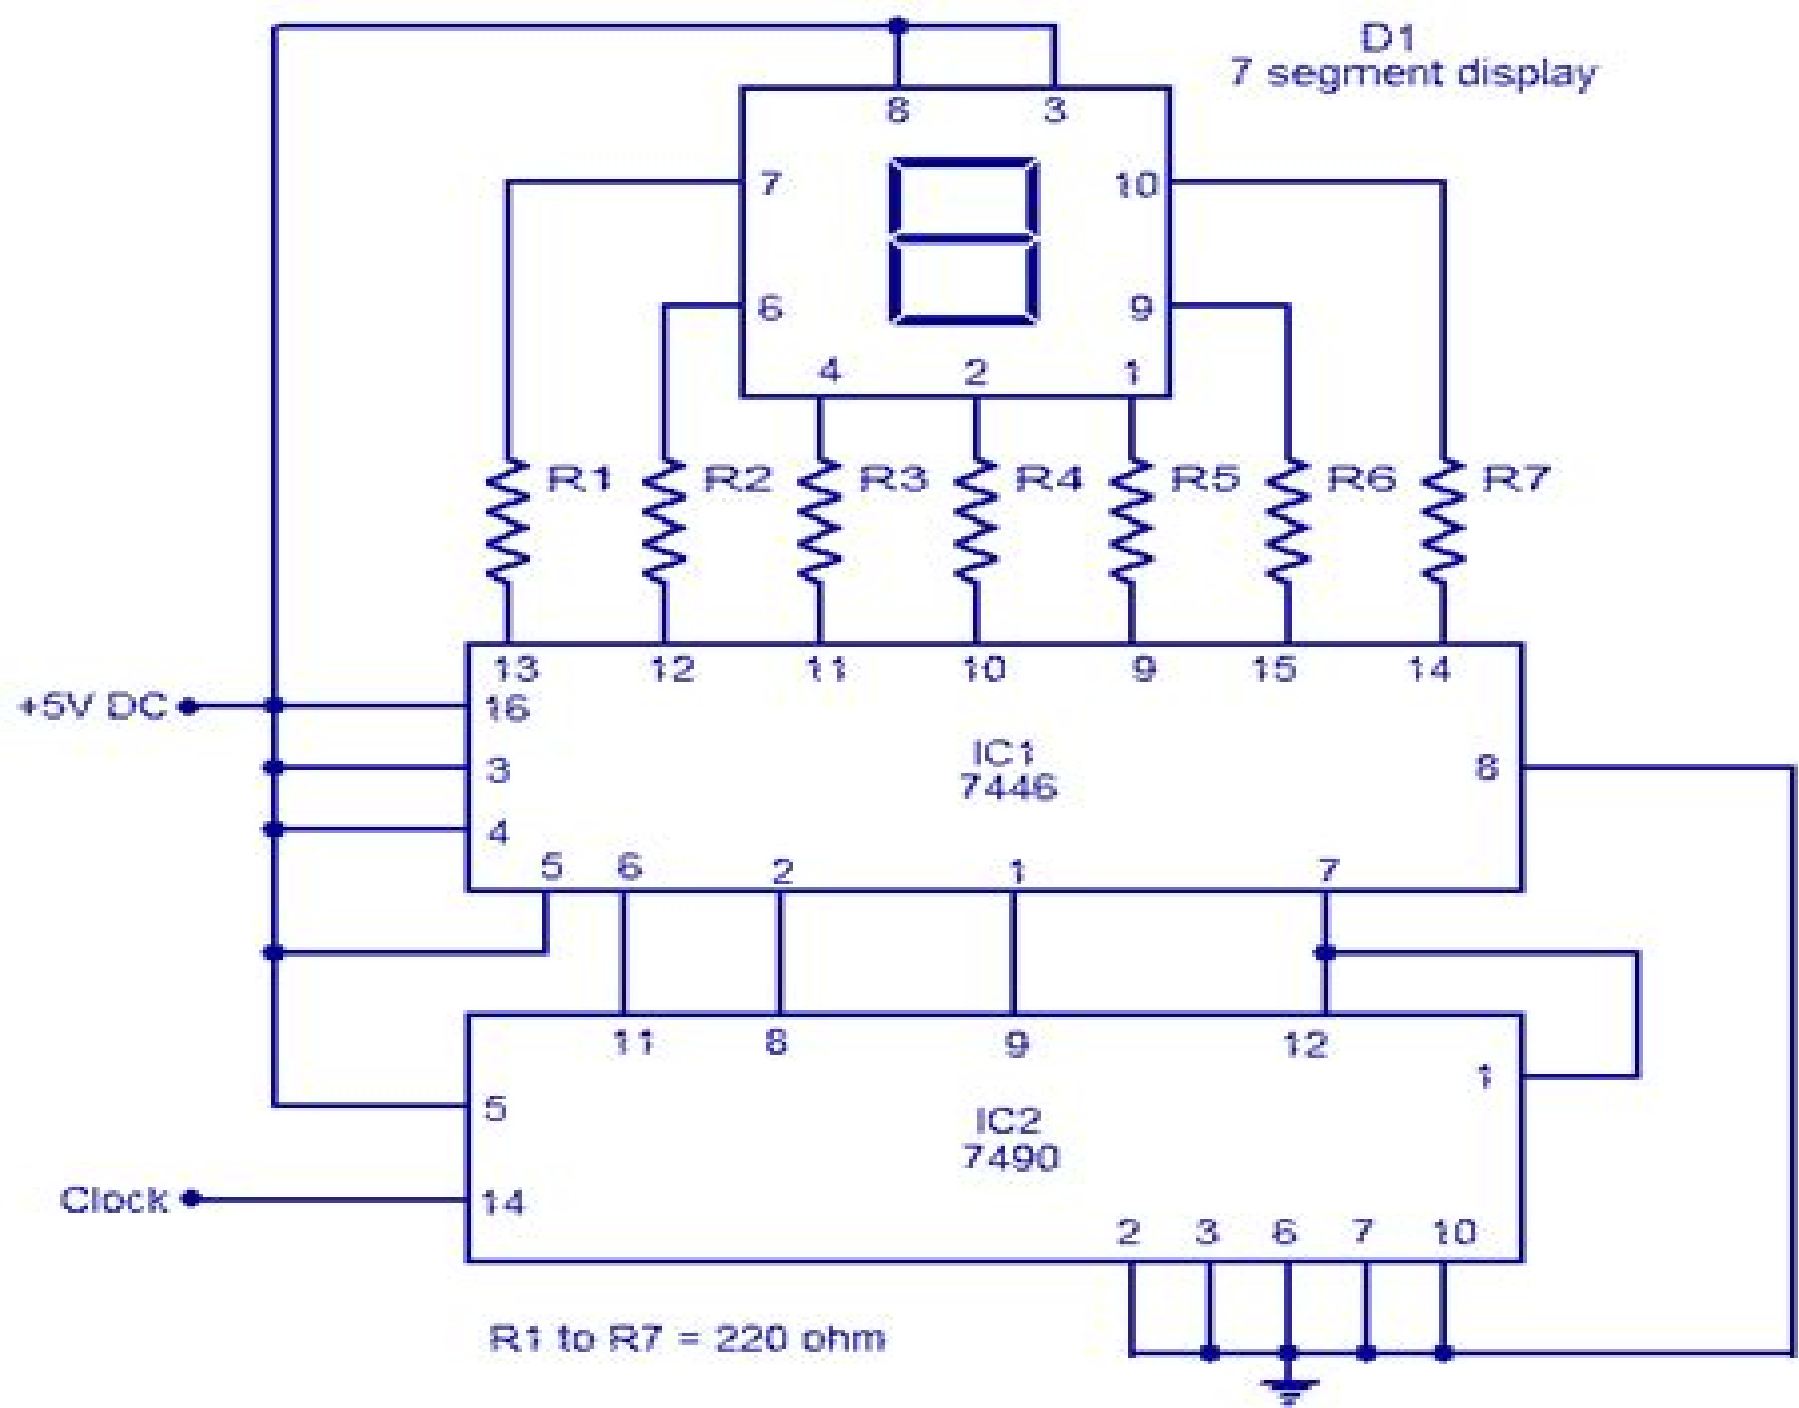 D1
7 segment display
8 3
7 10
6 9
4 2 1
R1 R2 R3 R4 R5 R6 R7
13 12 11 10 9 15 14
+5V DC 16
IC1
3 8
7446
4
5 6 2 1 7
11 8 9 12
1
5
IC2
7490
Clock 14
2 3 6 7 10
R1 to R7 = 220 ohm